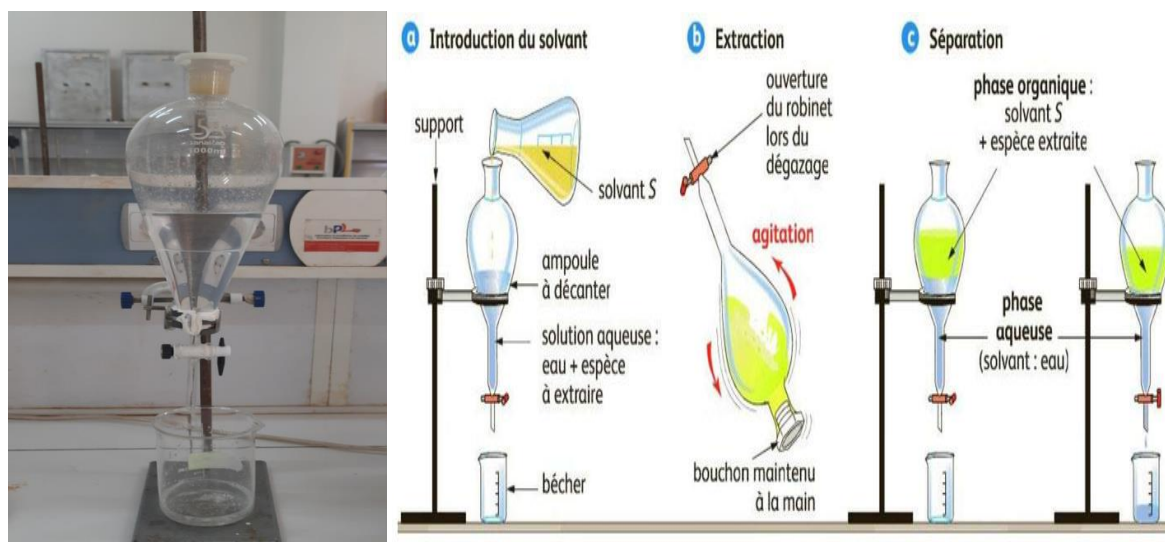 1000ml
a Introduction du solvant
support
solvant S
ampoule
à décanter
solution aqueuse :
eau + espèce
à extraire
bécher
b Extraction
ouverture
du robinet
lors du
dégazage
agitation
bouchon maintenu
à la main
c Séparation
phase organique :
solvant S
+ espèce extraite
phase
aqueuse
(solvant : eau)